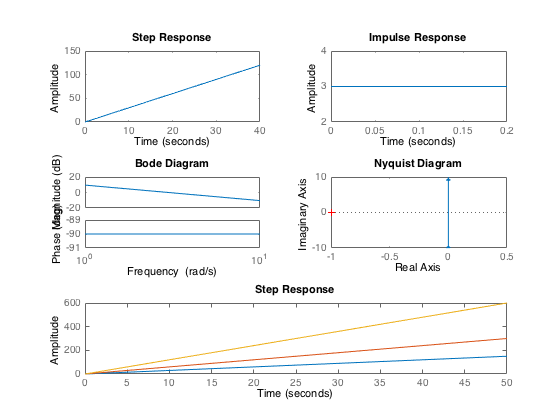 Step Response
150
100
50
0
Amplitude
0 10 20 30 40
Time (seconds)
Impulse Response
4
3
2
Amplitude
0 0.05 0.1 0.15 0.2
Time (seconds)
Bode Diagram
20
0
-20
Magnitude (dB)
-89
-90
-91
Phase (deg)
10^0 10^1
Frequency (rad/s)
Nyquist Diagram
10
0
-10
Imaginary Axis
-1 -0.5 0 0.5
Real Axis
Step Response
600
400
200
0
Amplitude
0 5 10 15 20 25 30 35 40 45 50
Time (seconds)